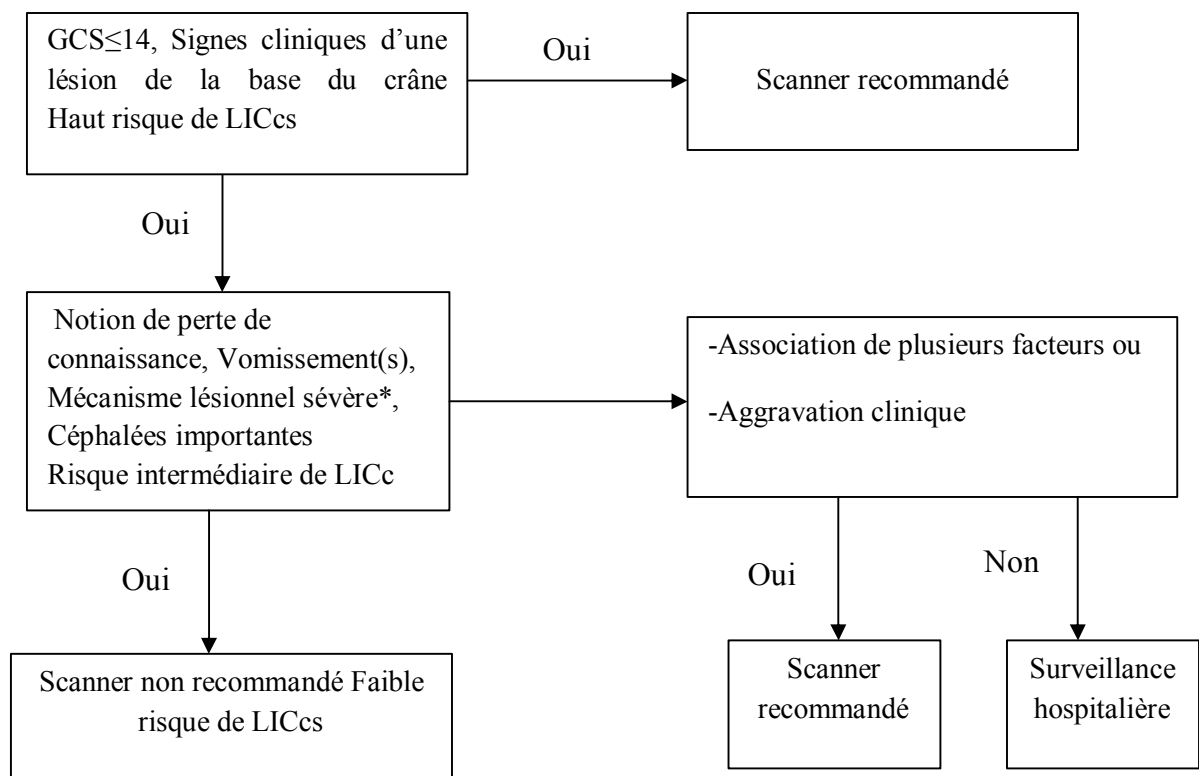 GCS≤14, Signes cliniques d’une
lésion de la base du crâne
Haut risque de LICcs
Oui
Scanner recommandé
Oui
Notion de perte de
connaissance, Vomissement(s),
Mécanisme lésionnel sévère*,
Céphalées importantes
Risque intermédiaire de LICc
-Association de plusieurs facteurs ou
-Aggravation clinique
Oui
Oui
Non
Scanner non recommandé Faible
risque de LICcs
Scanner
recommandé
Surveillance
hospitalière